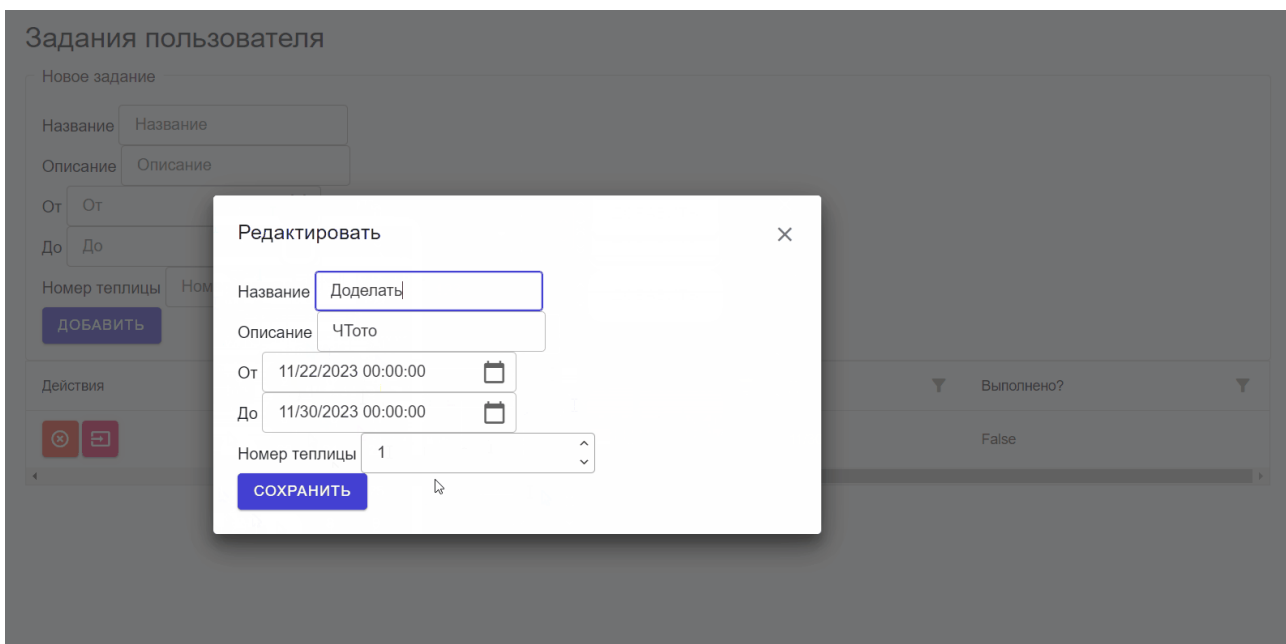 Задания пользователя
Новое задание
Название Название
Описание Описание
От От
До До
Номер теплицы Ном
ДОБАВИТЬ
Редактировать
Название Доделать
Описание ЧТото
От 11/22/2023 00:00:00
До 11/30/2023 00:00:00
Номер теплицы 1
СОХРАНИТЬ
Действия Выполнено?
False